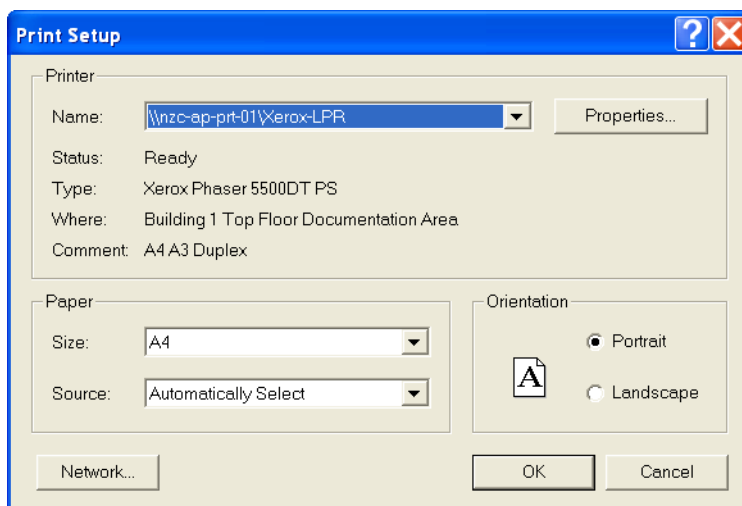 Print Setup
Printer
Name: \\nzc-ap-prt-01\Xerox-LPR Properties...
Status: Ready
Type: Xerox Phaser 5500DT PS
Where: Building 1 Top Floor Documentation Area
Comment: A4 A3 Duplex
Paper
Size: A4
Source: Automatically Select
Orientation
A
Portrait
Landscape
Network... OK Cancel